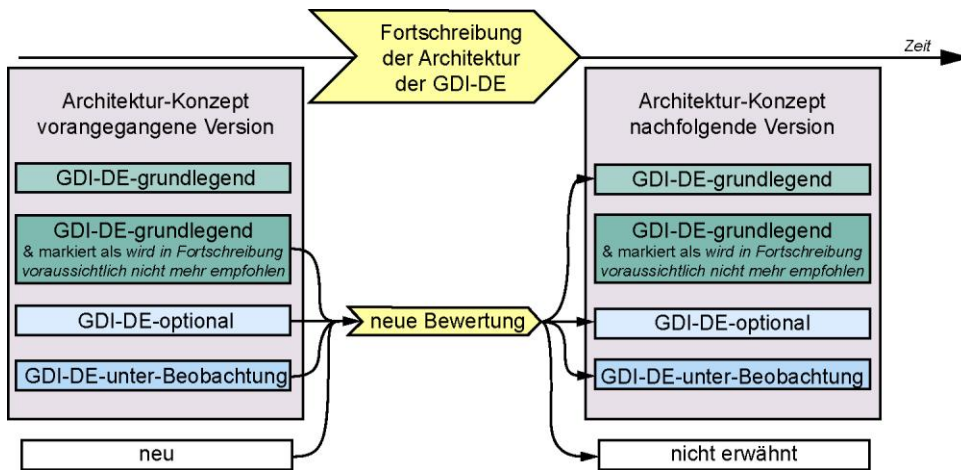 Fortschreibung
der Architektur
der GDI-DE
Zeit
Architektur-Konzept
vorangegangene Version
GDI-DE-grundlegend
GDI-DE-grundlegend
& markiert als wird in Fortschreibung
voraussichtlich nicht mehr empfohlen
GDI-DE-optional
GDI-DE-unter-Beobachtung
neu
neue Bewertung
Architektur-Konzept
nachfolgende Version
GDI-DE-grundlegend
GDI-DE-grundlegend
& markiert als wird in Fortschreibung
voraussichtlich nicht mehr empfohlen
GDI-DE-optional
GDI-DE-unter-Beobachtung
nicht erwähnt